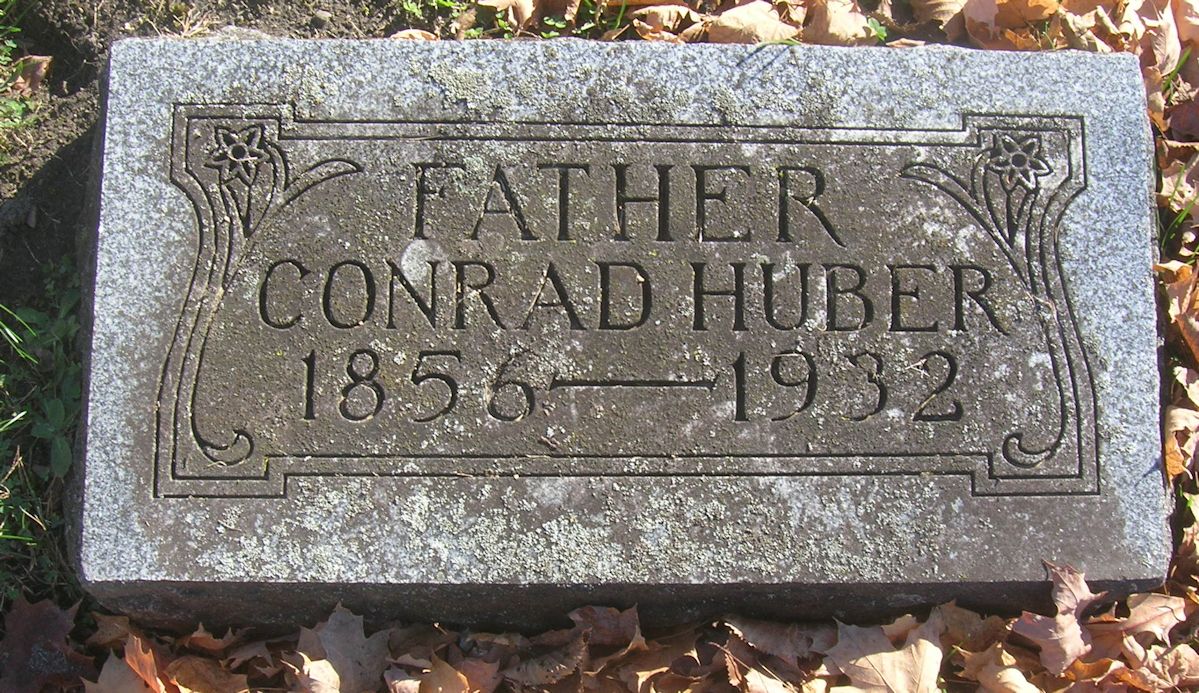 FATHER
CONRAD HUBER
1856—1932